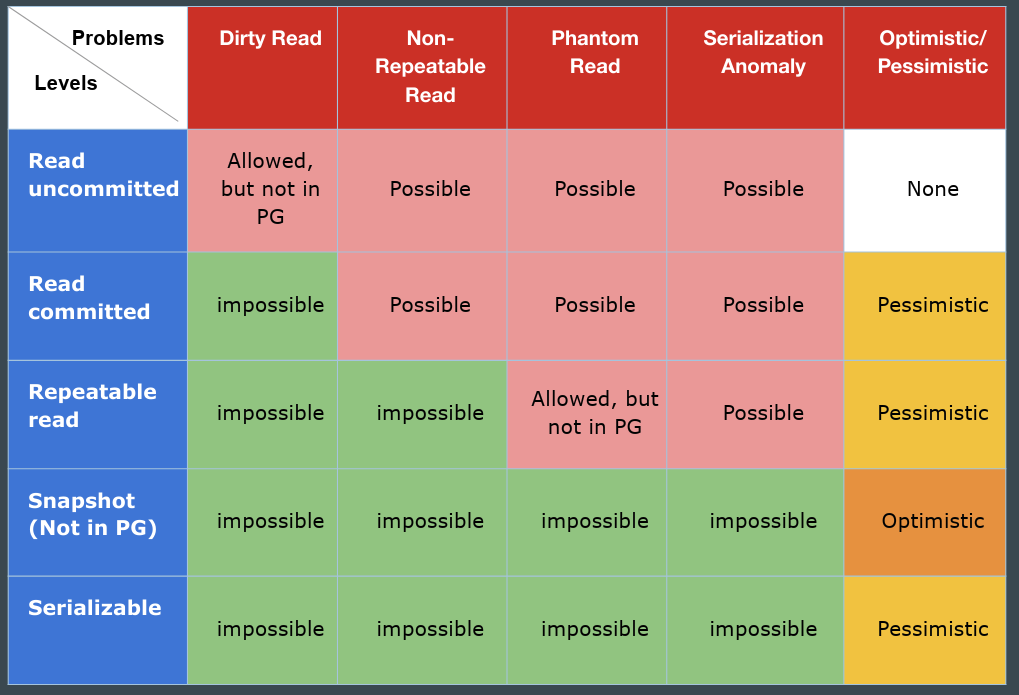 Problems
Levels
Dirty Read
Non-
Repeatable
Read
Phantom
Read
Serialization
Anomaly
Optimistic/
Pessimistic
Read
uncommitted
Allowed,
but not in
PG
Possible
Possible
Possible
None
Read
committed
impossible
Possible
Possible
Possible
Pessimistic
Repeatable
read
impossible
impossible
Allowed, but
not in PG
Possible
Pessimistic
Snapshot
(Not in PG)
impossible
impossible
impossible
impossible
Optimistic
Serializable
impossible
impossible
impossible
impossible
Pessimistic